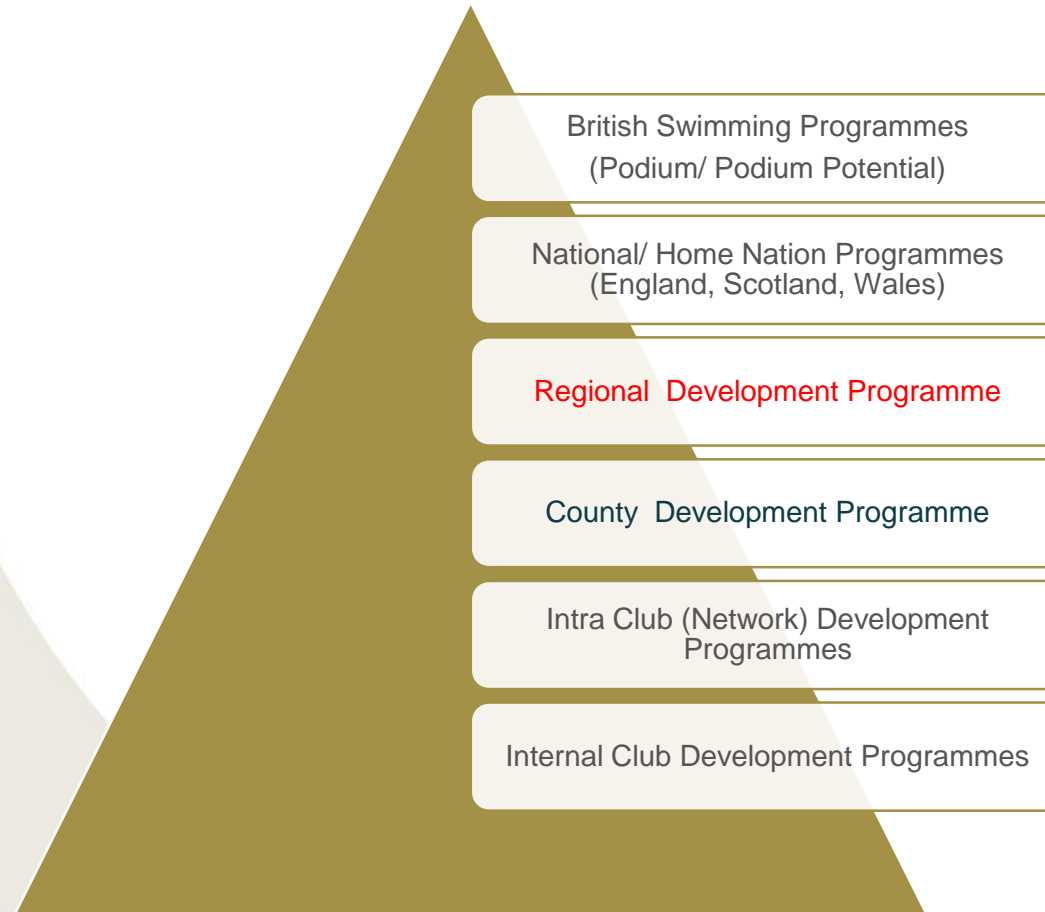 British Swimming Programmes
(Podium/ Podium Potential)
National/ Home Nation Programmes
(England, Scotland, Wales)
Regional  Development Programme
County  Development Programme
Intra Club (Network) Development
Programmes
Internal Club Development Programmes